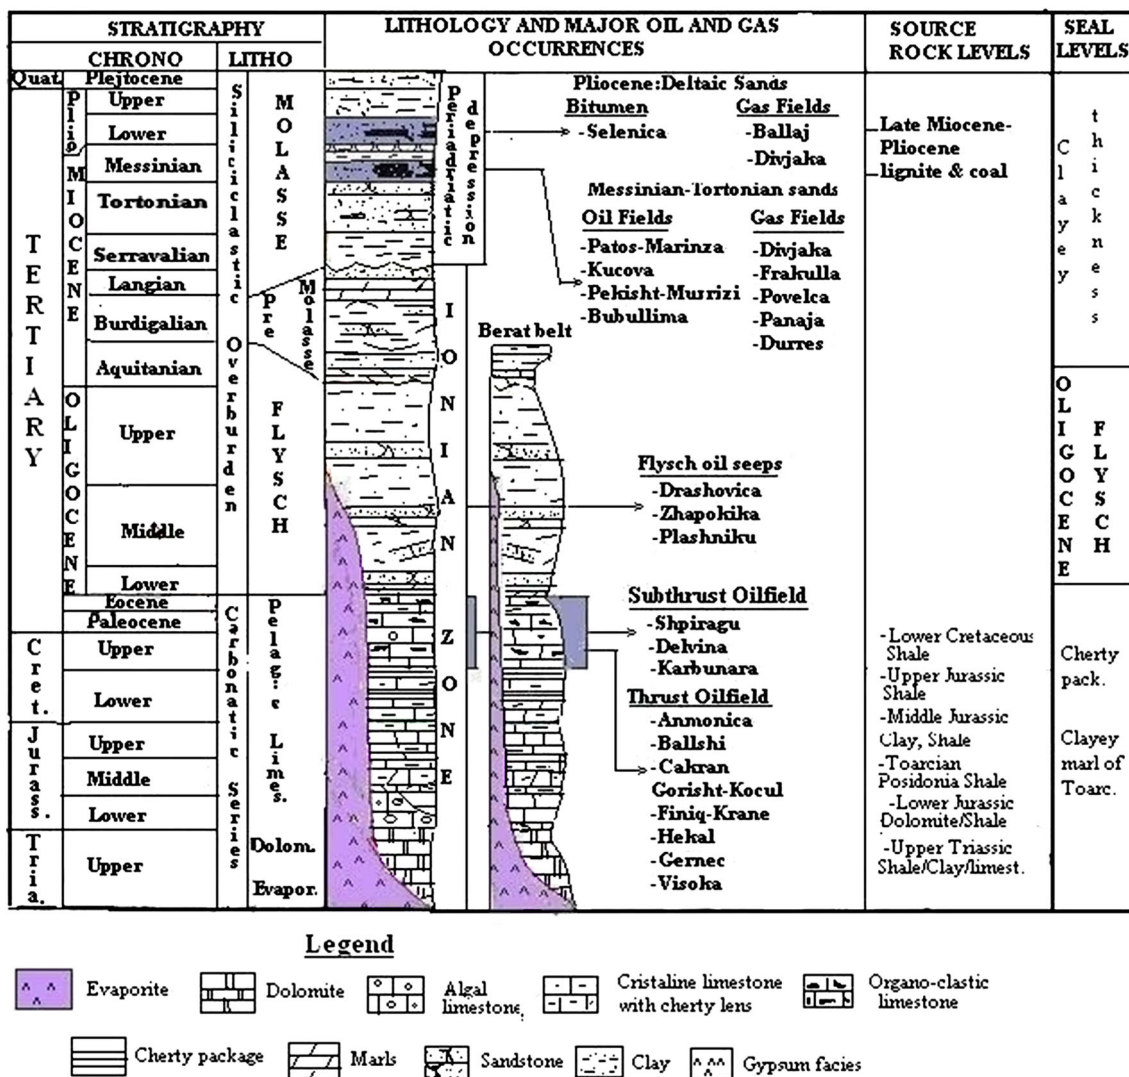 STRATIGRAPHY
CHRONO
LITHO
LITHOLOGY AND MAJOR OIL AND GAS
OCCURRENCES
SOURCE
ROCK LEVELS
SEAL
LEVELS
Quat.
Plejtocene
TERTIARY
Plio
Upper
Lower
MIOCENE
Messinian
Tortonian
Serravalian
Langian
Burdigalian
Aquitanian
OLIGOCENE
Upper
Middle
Lower
Eocene
Paleocene
Cret.
Upper
Lower
Jurass.
Upper
Middle
Lower
Tria.
Upper
Siliciclastic Overburden
Carbonatic Series
MOLASSE
Pre
Molasse
FLYSCH
Pelagic Limes.
Dolom.
Evapor.
Periadriatic
depression
IONIAN ZONE
Berat belt
Pliocene:Deltaic Sands
Bitumen
-Selenica
Gas Fields
-Ballaj
-Divjaka
Messinian-Tortonian sands
Oil Fields
-Patos-Marinza
-Kucova
-Pekisht-Murrizi
-Bubullima
Gas Fields
-Divjaka
-Frakulla
-Povelca
-Panaja
-Durres
Flysch oil seeps
-Drashovica
-Zhapokika
-Plashniku
Subthrust Oilfield
-Shpiragu
-Delvina
-Karbunara
Thrust Oilfield
-Anmonica
-Ballshi
-Cakran
Gorisht-Kocul
-Finiq-Krane
-Hekal
-Gernec
-Visoka
Late Miocene-
Pliocene
lignite & coal
-Lower Cretaceous
Shale
-Upper Jurassic
Shale
-Middle Jurassic
Clay, Shale
-Toarcian
Posidonia Shale
-Lower Jurassic
Dolomite/Shale
-Upper Triassic
Shale/Clay/limest.
Clayey
thickness
OLIGOCENE
FLYSCH
Cherty
pack.
Clayey
marl of
Toarc.
Legend
Evaporite
Dolomite
Algal
limestone
Cristaline limestone
with cherty lens
Organo-clastic
limestone
Cherty package
Marls
Sandstone
Clay
Gypsum facies